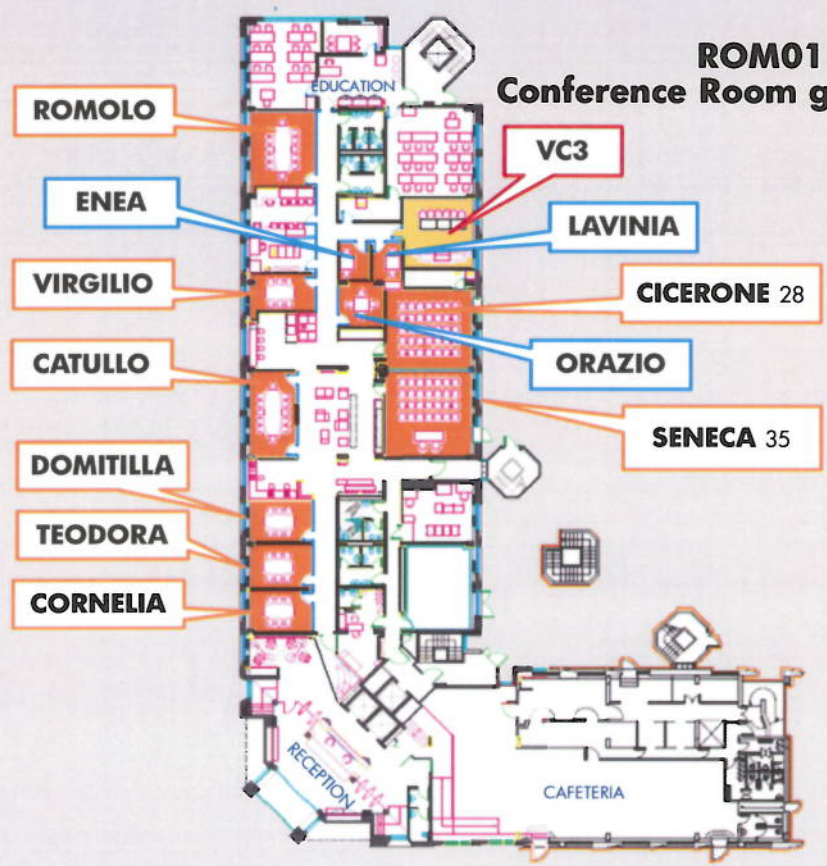 ROM01
Conference Room g
EDUCATION
ROMOLO
VC3
ENEA
LAVINIA
VIRGILIO
CICERONE 28
CATULLO
ORAZIO
SENECA 35
DOMITILLA
TEODORA
CORNELIA
RECEPTION
CAFETERIA